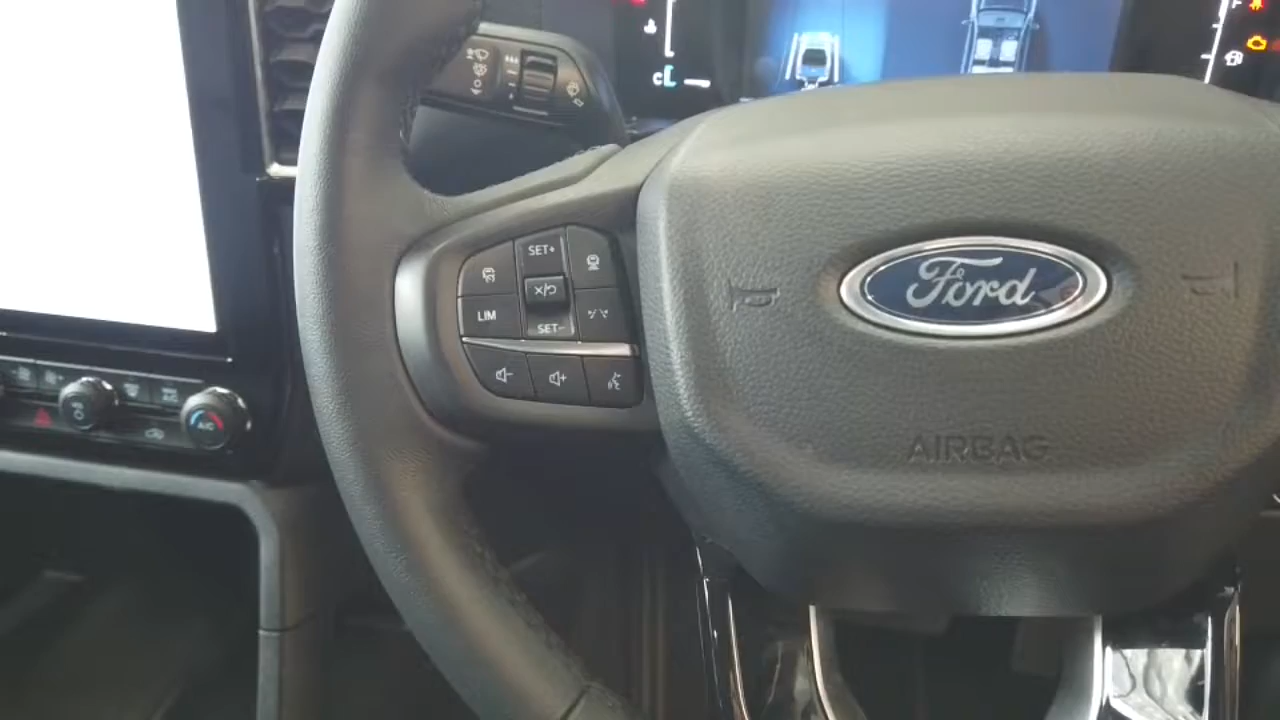 C
F
SET+
LIM
SET-
Ford
A/C
AIRBAG